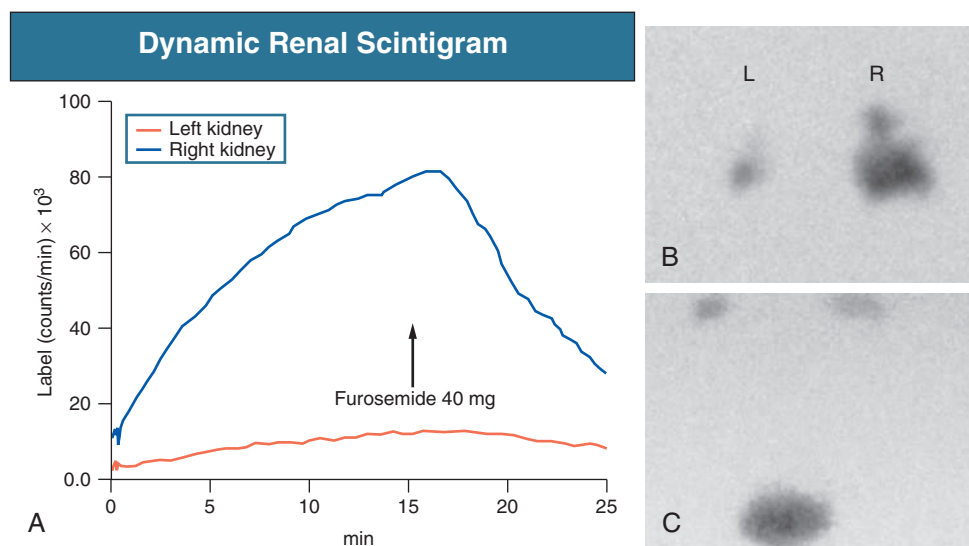 Dynamic Renal Scintigram
100
80
60
40
20
0.0
Label (counts/min) × 10³
Left kidney
Right kidney
Furosemide 40 mg
0
5
10
15
20
25
min
A
L
R
B
C